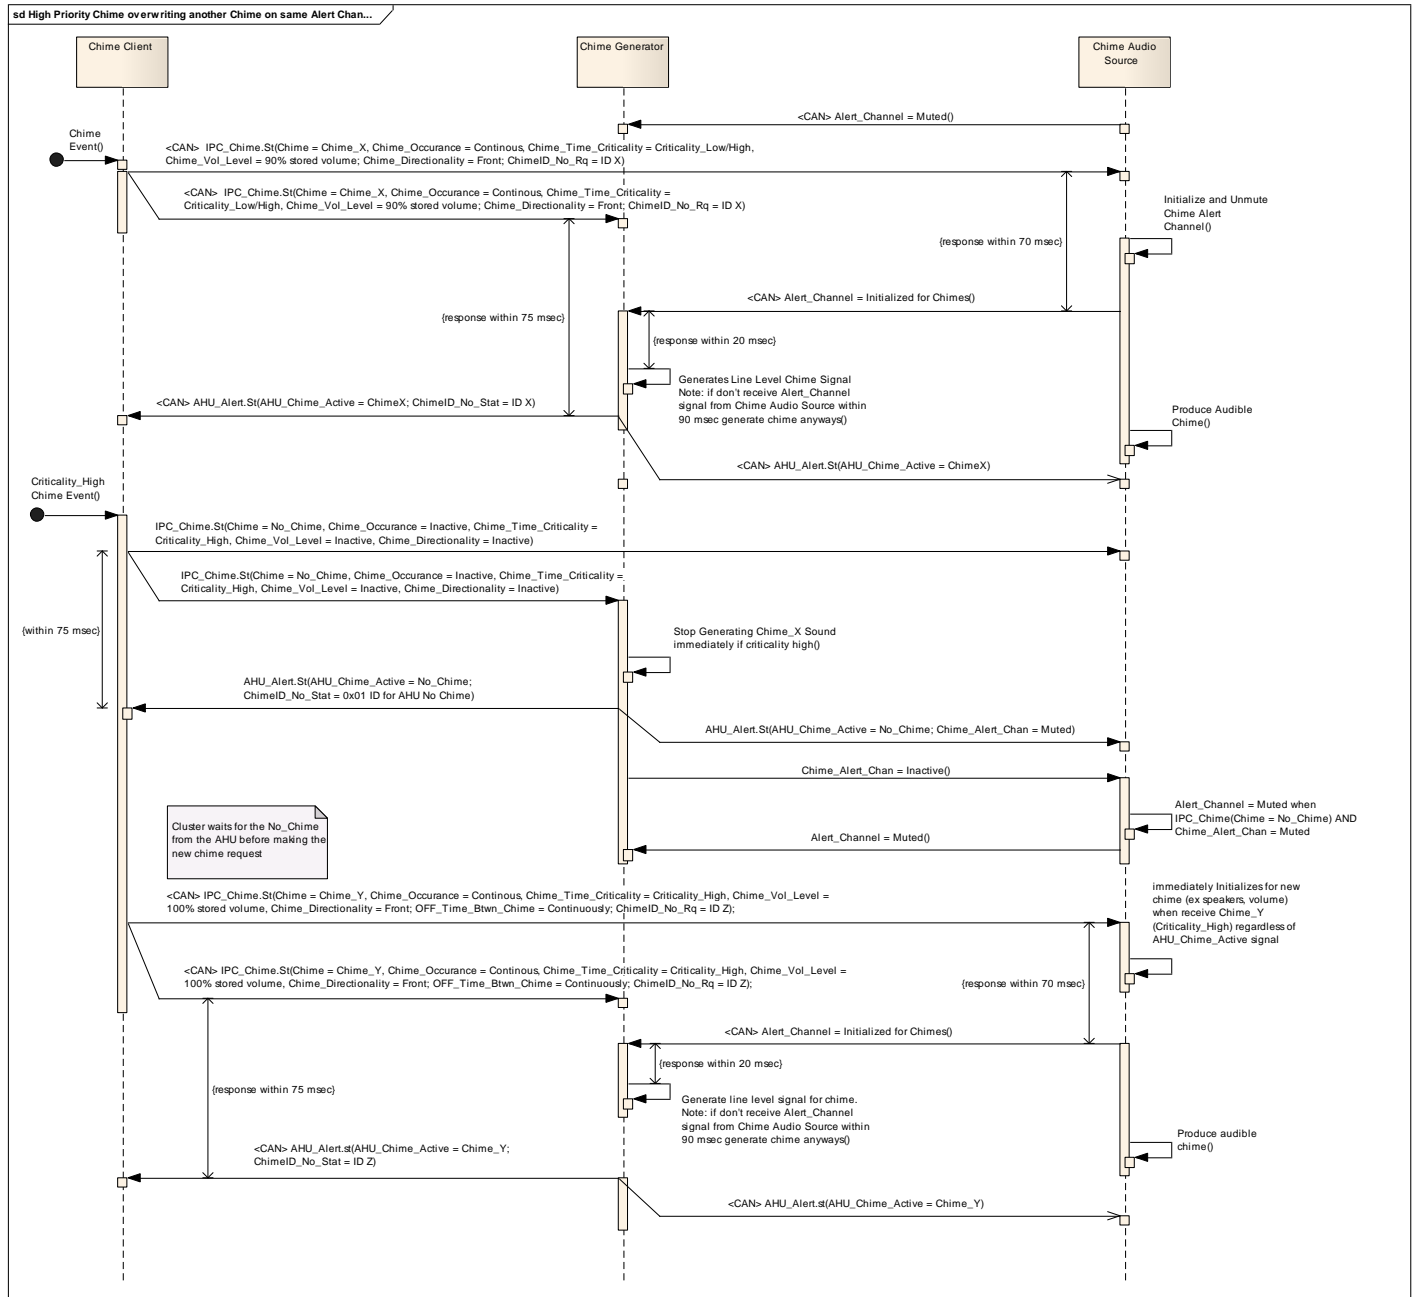 sd High Priority Chime overwriting another Chime on same Alert Chan...
Chime Client
Chime Generator
Chime Audio
Source
<CAN> Alert_Channel = Muted()
Chime
Event()
<CAN>  IPC_Chime.St(Chime = Chime_X, Chime_Occurance = Continous, Chime_Time_Criticality = Criticality_Low/High,
Chime_Vol_Level = 90% stored volume; Chime_Directionality = Front; ChimeID_No_Rq = ID X)
<CAN>  IPC_Chime.St(Chime = Chime_X, Chime_Occurance = Continous, Chime_Time_Criticality =
Criticality_Low/High, Chime_Vol_Level = 90% stored volume; Chime_Directionality = Front; ChimeID_No_Rq = ID X)
Initialize and Unmute
Chime Alert
Channel()
{response within 70 msec}
<CAN> Alert_Channel = Initialized for Chimes()
{response within 75 msec}
{response within 20 msec}
Generates Line Level Chime Signal
Note: if don't receive Alert_Channel
signal from Chime Audio Source within
90 msec generate chime anyways()
<CAN> AHU_Alert.St(AHU_Chime_Active = ChimeX; ChimeID_No_Stat = ID X)
Produce Audible
Chime()
<CAN> AHU_Alert.St(AHU_Chime_Active = ChimeX)
Criticality_High
Chime Event()
IPC_Chime.St(Chime = No_Chime, Chime_Occurance = Inactive, Chime_Time_Criticality =
Criticality_High, Chime_Vol_Level = Inactive, Chime_Directionality = Inactive)
IPC_Chime.St(Chime = No_Chime, Chime_Occurance = Inactive, Chime_Time_Criticality =
Criticality_High, Chime_Vol_Level = Inactive, Chime_Directionality = Inactive)
{within 75 msec}
Stop Generating Chime_X Sound
immediately if criticality high()
AHU_Alert.St(AHU_Chime_Active = No_Chime;
ChimeID_No_Stat = 0x01 ID for AHU No Chime)
AHU_Alert.St(AHU_Chime_Active = No_Chime; Chime_Alert_Chan = Muted)
Chime_Alert_Chan = Inactive()
Alert_Channel = Muted when
IPC_Chime(Chime = No_Chime) AND
Chime_Alert_Chan = Muted
Cluster waits for the No_Chime
from the AHU before making the
new chime request
Alert_Channel = Muted()
<CAN> IPC_Chime.St(Chime = Chime_Y, Chime_Occurance = Continous, Chime_Time_Criticality = Criticality_High, Chime_Vol_Level =
100% stored volume, Chime_Directionality = Front; OFF_Time_Btwn_Chime = Continuously; ChimeID_No_Rq = ID Z);
immediately Initializes for new
chime (ex speakers, volume)
when receive Chime_Y
(Criticality_High) regardless of
AHU_Chime_Active signal
<CAN> IPC_Chime.St(Chime = Chime_Y, Chime_Occurance = Continous, Chime_Time_Criticality = Criticality_High, Chime_Vol_Level =
100% stored volume, Chime_Directionality = Front; OFF_Time_Btwn_Chime = Continuously; ChimeID_No_Rq = ID Z);
{response within 70 msec}
<CAN> Alert_Channel = Initialized for Chimes()
{response within 20 msec}
{response within 75 msec}
Generate line level signal for chime.
Note: if don't receive Alert_Channel
signal from Chime Audio Source within
90 msec generate chime anyways()
Produce audible
chime()
<CAN> AHU_Alert.st(AHU_Chime_Active = Chime_Y;
ChimeID_No_Stat = ID Z)
<CAN> AHU_Alert.st(AHU_Chime_Active = Chime_Y)